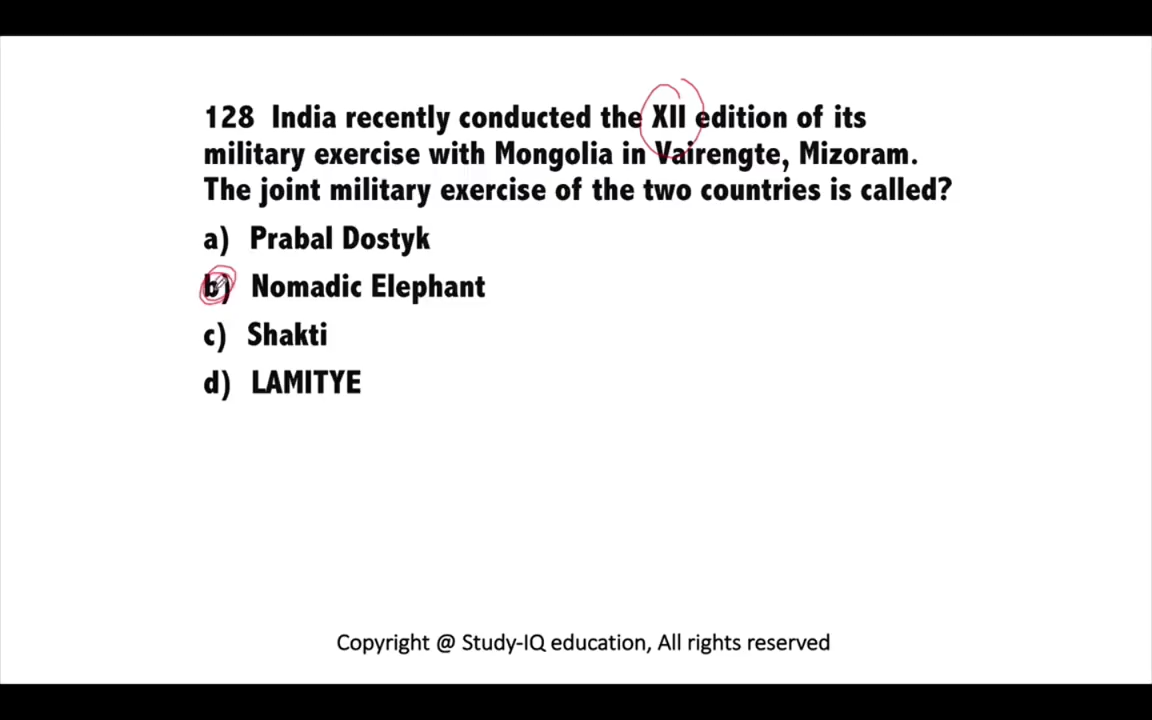 128 India recently conducted the XII edition of its
military exercise with Mongolia in Vairengte, Mizoram.
The joint military exercise of the two countries is called?
a) Prabal Dostyk
b) Nomadic Elephant
c) Shakti
d) LAMITYE
Copyright @ Study-IQ education, All rights reserved